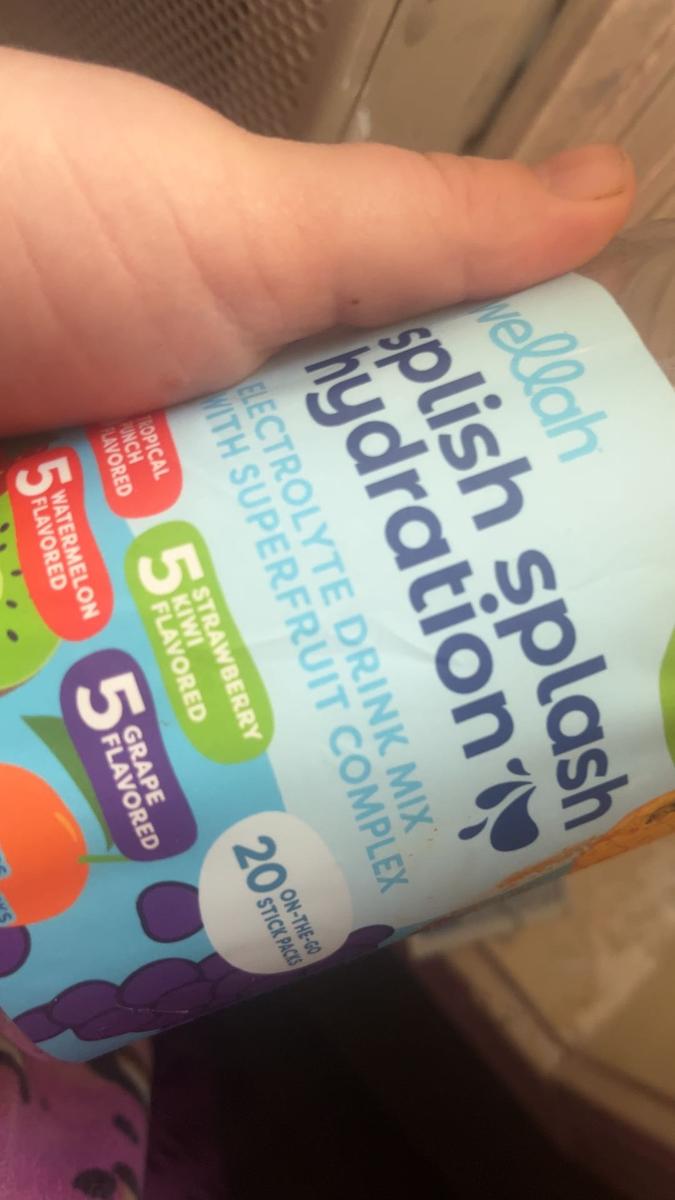 wellah
splish splash
hydration
ELECTROLYTE DRINK MIX
WITH SUPERFRUIT COMPLEX
TROPICAL
PUNCH
FLAVORED
5 STRAWBERRY
KIWI
FLAVORED
5 WATERMELON
FLAVORED
5 GRAPE
FLAVORED
20 ON-THE-GO
STICK PACKS